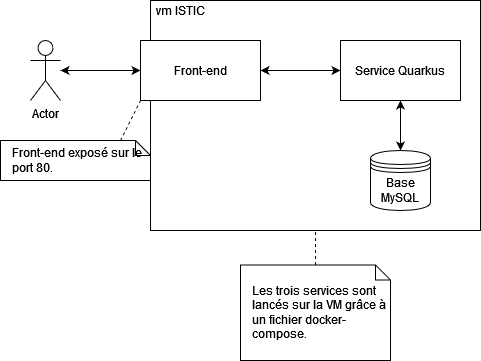 vm ISTIC
Front-end
Service Quarkus
Actor
Front-end exposé sur le
port 80.
Base
MySQL
Les trois services sont
lancés sur la VM grâce à
un fichier docker-
compose.